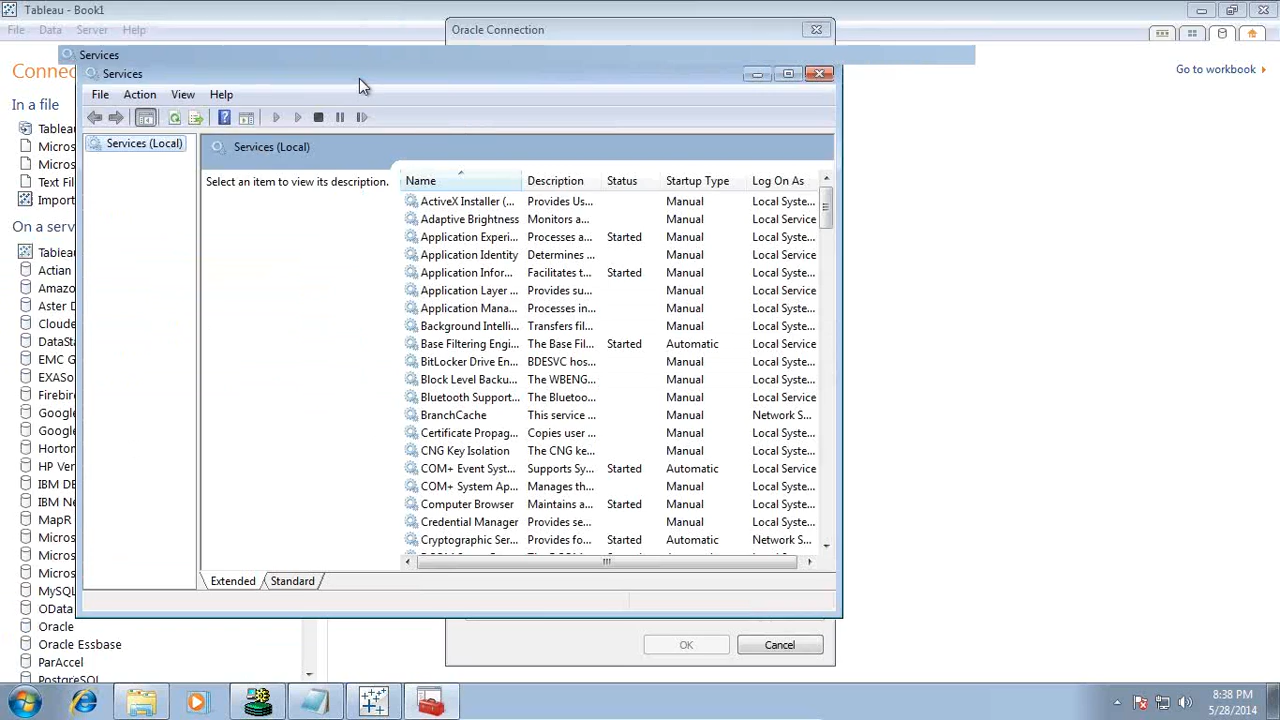 Tableau - Book1
File Data Server Help
Oracle Connection
Services
Services
Go to workbook
File Action View Help
Connec
In a file
Tableau
Micros
Micros
Text Fil
Import
On a serv
Tableau
Actian
Amazo
Aster D
Cloude
DataSta
EMC G
EXASo
Firebird
Google
Google
Horton
HP Ver
IBM DB
IBM Ne
MapR
Micros
Micros
Micros
MySQL
OData
Oracle
Oracle Essbase
ParAccel
PostgreSQL
Services (Local)
Services (Local)
Select an item to view its description.
Name Description Status Startup Type Log On As
ActiveX Installer (... Provides Us... Manual Local Syste...
Adaptive Brightness Monitors a... Manual Local Service
Application Experi... Processes a... Started Manual Local Syste...
Application Identity Determines ... Manual Local Service
Application Infor... Facilitates t... Started Manual Local Syste...
Application Layer ... Provides su... Manual Local Service
Application Mana... Processes in... Manual Local Syste...
Background Intelli... Transfers fil... Manual Local Syste...
Base Filtering Engi... The Base Fil... Started Automatic Local Service
BitLocker Drive En... BDESVC hos... Manual Local Syste...
Block Level Backu... The WBENG... Manual Local Syste...
Bluetooth Support... The Bluetoo... Manual Local Service
BranchCache This service ... Manual Network S...
Certificate Propag... Copies user ... Manual Local Syste...
CNG Key Isolation The CNG ke... Manual Local Syste...
COM+ Event Syst... Supports Sy... Started Automatic Local Service
COM+ System Ap... Manages th... Manual Local Syste...
Computer Browser Maintains a... Started Manual Local Syste...
Credential Manager Provides se... Manual Local Syste...
Cryptographic Ser... Provides fo... Started Automatic Network S...
Extended Standard
OK Cancel
8:38 PM
5/28/2014